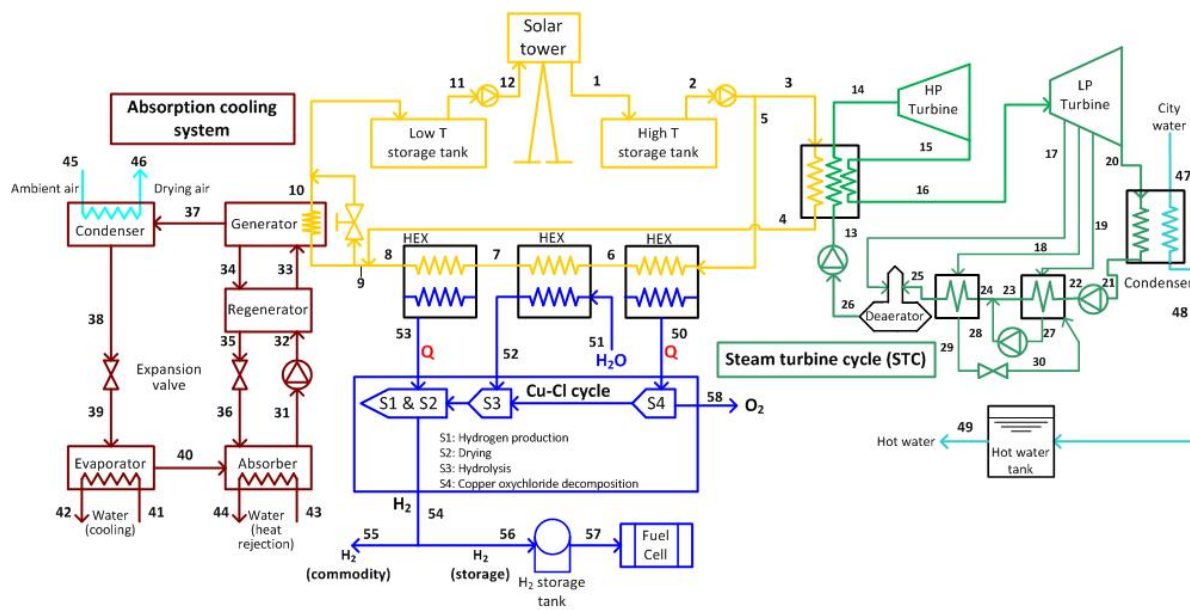 Solar
tower
11
12
1
2
3
5
Low T
storage tank
High T
storage tank
Absorption cooling
system
45
46
Ambient air
Drying air
10
37
Condenser
Generator
34
33
Regenerator
38
35
32
Expansion
valve
39
36
31
40
Evaporator
Absorber
42
Water
(cooling)
41
44
Water
(heat
rejection)
43
HEX
HEX
HEX
8
7
6
9
4
53
Q
52
51
H2O
50
Q
Cu-Cl cycle
S1 & S2
S3
S4
58
O2
S1: Hydrogen production
S2: Drying
S3: Hydrolysis
S4: Copper oxychloride decomposition
H2
54
55
56
57
H2
(commodity)
H2
(storage)
H2 storage
tank
Fuel
Cell
14
HP
Turbine
15
16
LP
Turbine
17
20
City
water
47
13
18
19
25
24
23
22
21
Condenser
26
Deaerator
28
27
29
30
48
Steam turbine cycle (STC)
49
Hot water
Hot water
tank